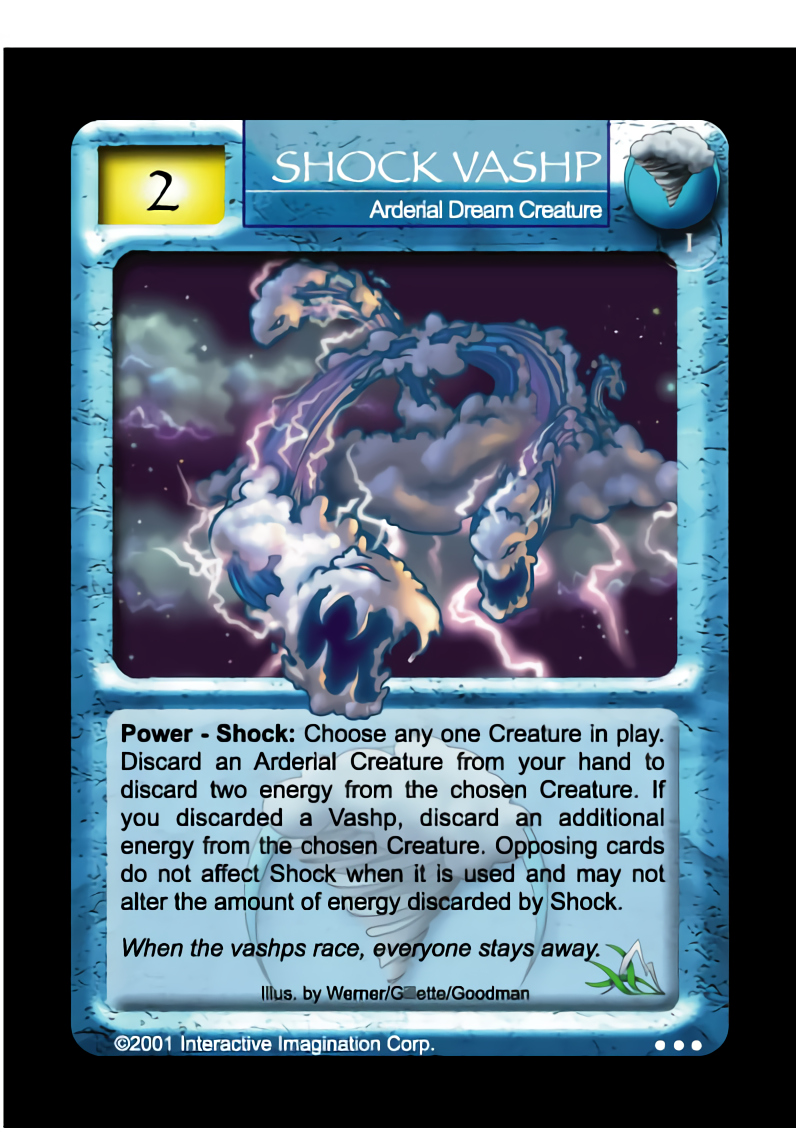 2
SHOCK VASHP
Arderial Dream Creature
I
Power - Shock: Choose any one Creature in play.
Discard an Arderial Creature from your hand to
discard two energy from the chosen Creature. If
you discarded a Vashp, discard an additional
energy from the chosen Creature. Opposing cards
do not affect Shock when it is used and may not
alter the amount of energy discarded by Shock.
When the vashps race, everyone stays away.
Illus. by
©2001 Interactive Imagination Corp.